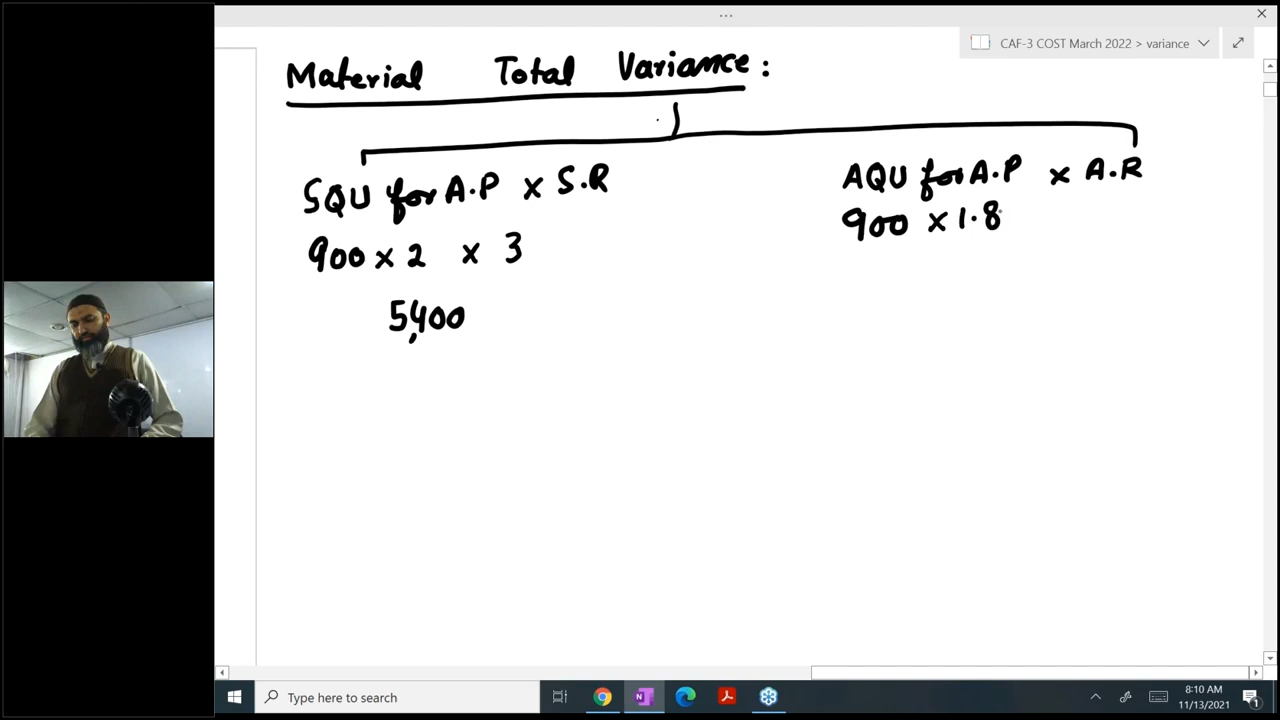 CAF-3 COST March 2022 > variance
Material Total Variance :
SQU for A.P x S.R
AQU for A.P x A.R
900 x 2 x 3
900 x 1.8
5,400
Type here to search
8:10 AM
11/13/2021
1